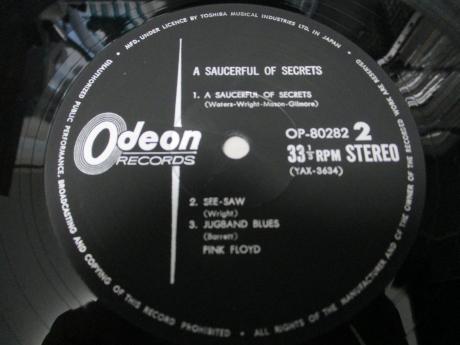 MFD. UNDER LICENCE BY TOSHIBA MUSICAL INDUSTRIES LTD. IN JAPAN •
A SAUCERFUL OF SECRETS
1. A SAUCERFUL OF SECRETS
(Waters-Wright-Mason-Gilmore)
Odeon
RECORDS
OP-80282 2
33⅓ RPM STEREO
(YAX-3634)
2. SEE-SAW
(Wright)
3. JUGBAND BLUES
(Barrett)
PINK FLOYD
UNAUTHORIZED PUBLIC PERFORMANCE, BROADCASTING AND COPYING OF THIS RECORD PROHIBITED • ALL RIGHTS OF THE MANUFACTURER AND OF THE OWNER OF THE RECORDED WORK ARE RESERVED